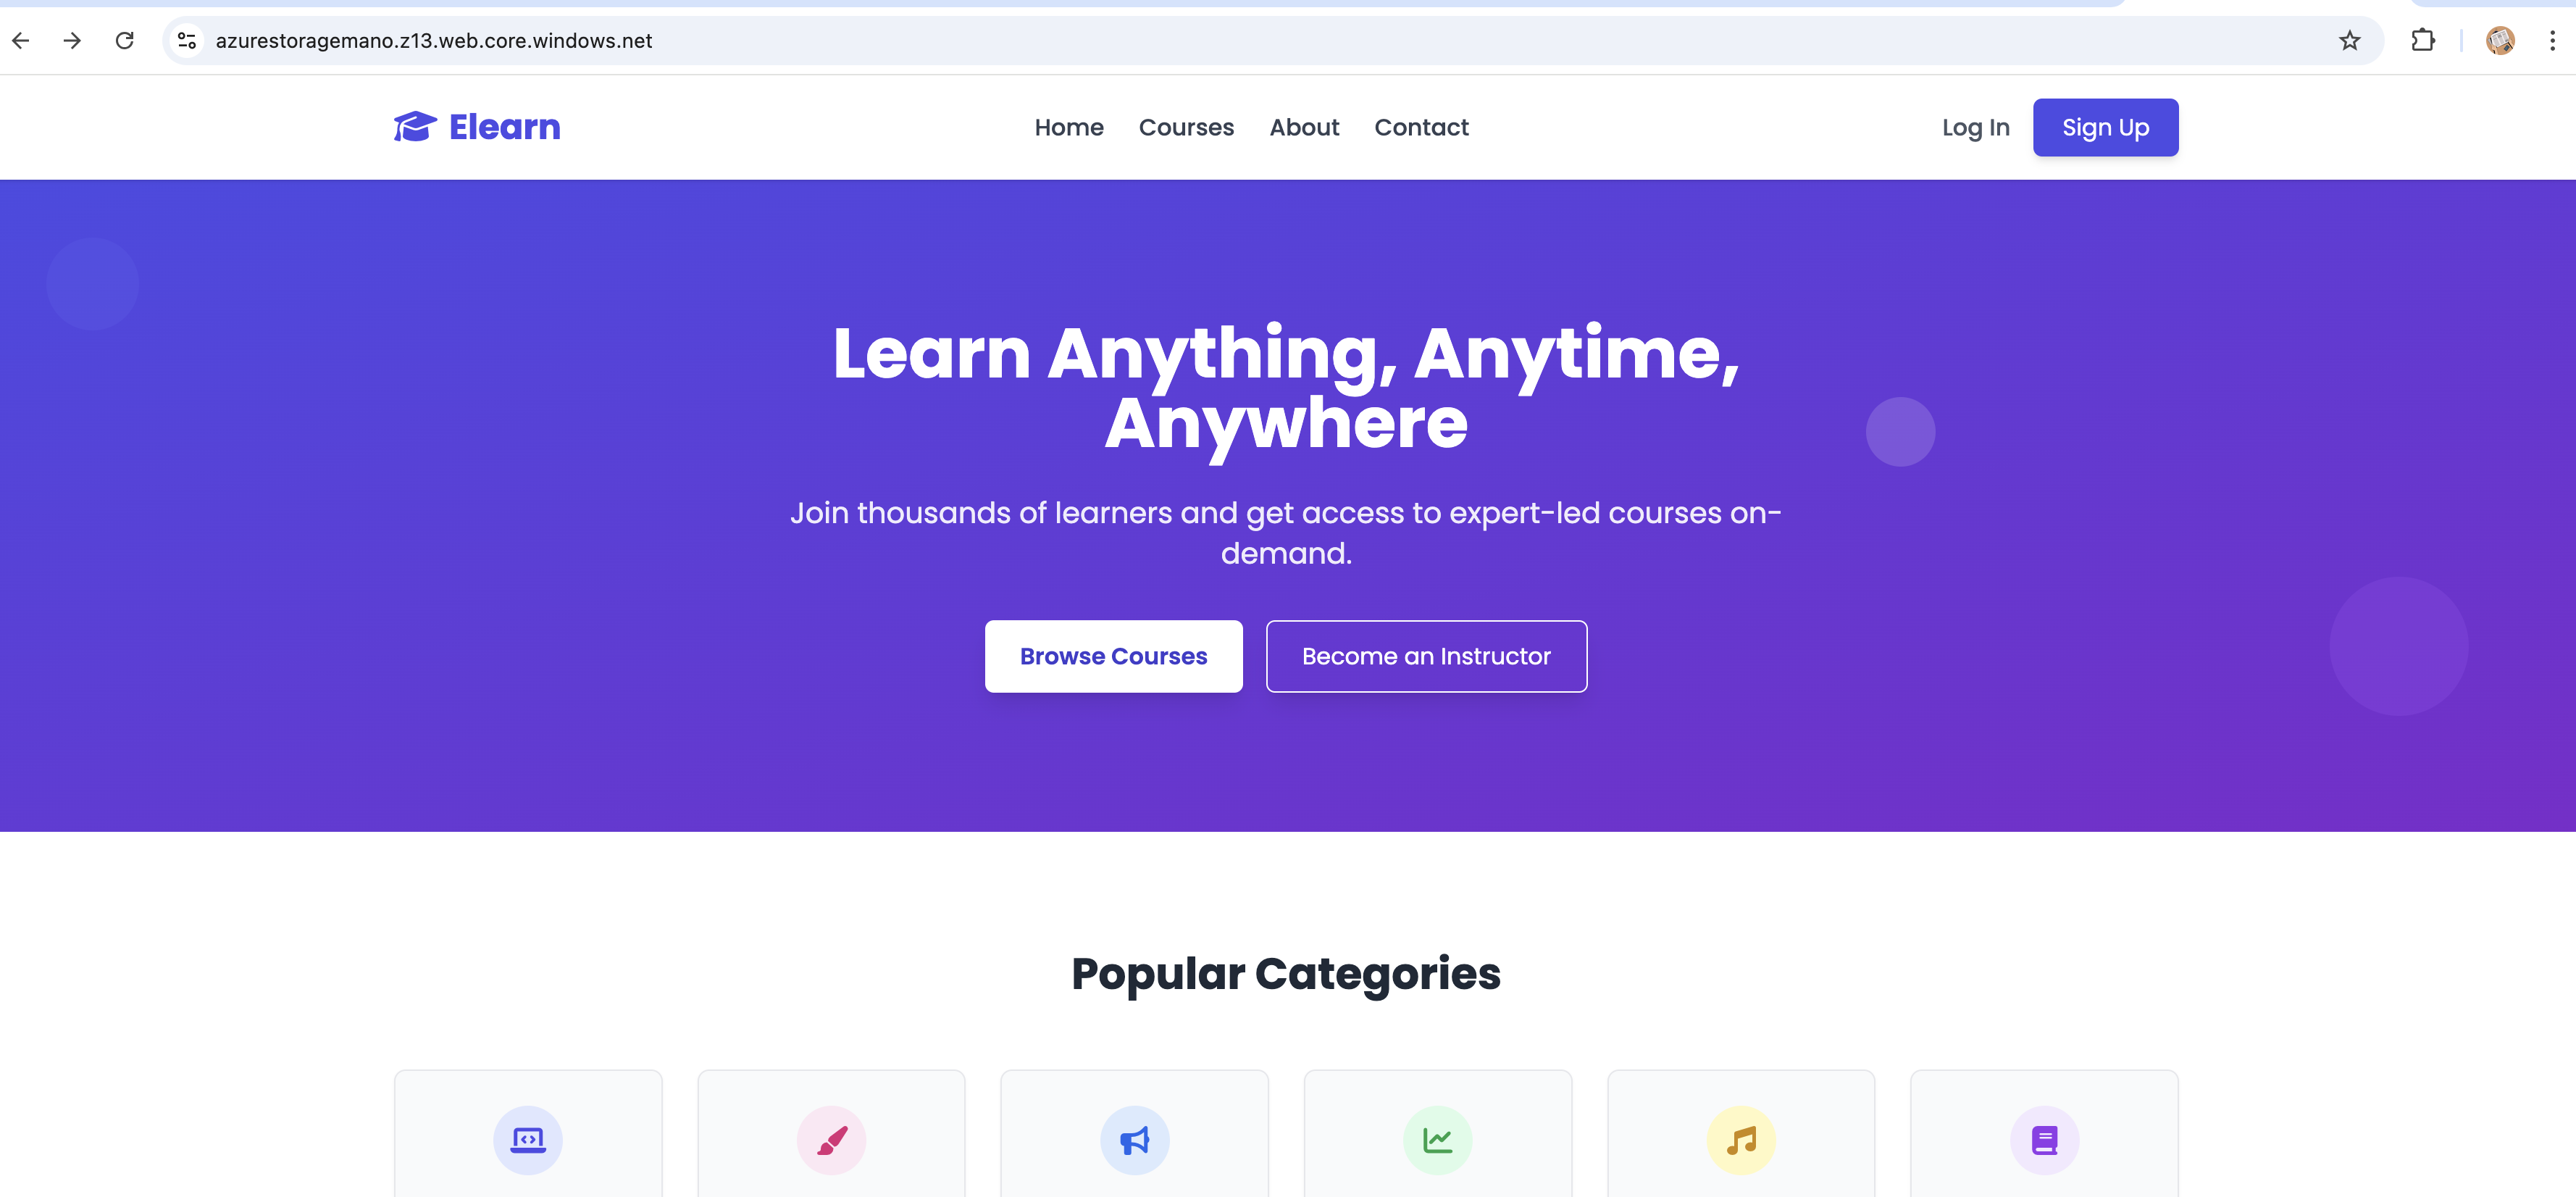 azurestoragemano.z13.web.core.windows.net
Elearn
Home Courses About Contact
Log In Sign Up
Learn Anything, Anytime,
Anywhere
Join thousands of learners and get access to expert-led courses on-
demand.
Browse Courses Become an Instructor
Popular Categories